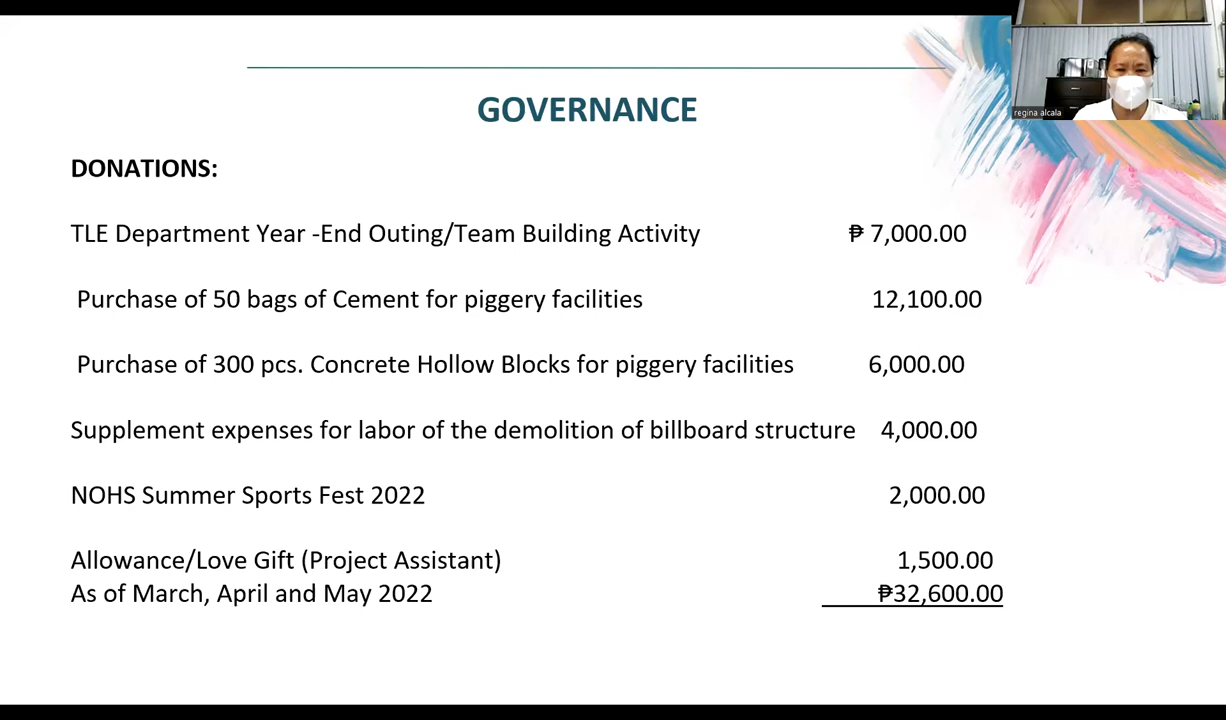 regina alcala
GOVERNANCE
DONATIONS:
TLE Department Year -End Outing/Team Building Activity ₱ 7,000.00
Purchase of 50 bags of Cement for piggery facilities 12,100.00
Purchase of 300 pcs. Concrete Hollow Blocks for piggery facilities 6,000.00
Supplement expenses for labor of the demolition of billboard structure 4,000.00
NOHS Summer Sports Fest 2022 2,000.00
Allowance/Love Gift (Project Assistant) 1,500.00
As of March, April and May 2022 ₱32,600.00